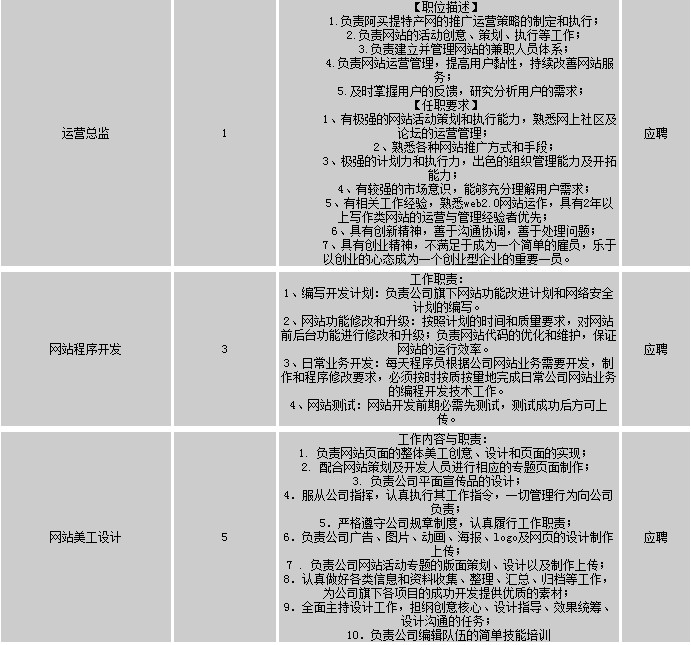 【职位描述】
1.负责阿买提特产网的推广运营策略的制定和执行；
2.负责网站的活动创意、策划、执行等工作；
3.负责建立并管理网站的兼职人员体系；
4.负责网站运营管理，提高用户黏性，持续改善网站服
务；
5.及时掌握用户的反馈，研究分析用户的需求；
【任职要求】
运营总监
1
1、有极强的网站活动策划和执行能力，熟悉网上社区及
论坛的运营管理；
应聘
2、熟悉各种网站推广方式和手段；
3、极强的计划力和执行力，出色的组织管理能力及开拓
能力；
4、有较强的市场意识，能够充分理解用户需求；
5、有相关工作经验，熟悉web2.0网站运作，具有2年以
上写作类网站的运营与管理经验者优先；
6、具有创新精神，善于沟通协调，善于处理问题；
7、具有创业精神，不满足于成为一个简单的雇员，乐于
以创业的心态成为一个创业型企业的重要一员。
工作职责：
1、编写开发计划：负责公司旗下网站功能改进计划和网络安全
计划的编写。
2、网站功能修改和升级：按照计划的时间和质量要求，对网站
前后台功能进行修改和升级；负责网站代码的优化和维护，保证
网站程序开发
3
网站的运行效率。
应聘
3、日常业务开发：每天程序员根据公司网站业务需要开发，制
作和程序修改要求，必须按时按质按量地完成日常公司网站业务
的编程开发技术工作。
4、网站测试：网站开发前期必需先测试，测试成功后方可上
传。
工作内容与职责：
1. 负责网站页面的整体美工创意、设计和页面的实现；
2. 配合网站策划及开发人员进行相应的专题页面制作；
3. 负责公司平面宣传品的设计；
4．服从公司指挥，认真执行其工作指令，一切管理行为向公司
负责；
5．严格遵守公司规章制度，认真履行工作职责；
网站美工设计
5
6．负责公司广告、图片、动画、海报、logo及网页的设计制作
上传；
应聘
7 ．负责公司网站活动专题的版面策划、设计以及制作上传；
8．认真做好各类信息和资料收集、整理、汇总、归档等工作，
为公司旗下各项目的成功开发提供优质的素材；
9．全面主持设计工作，担纲创意核心、设计指导、效果统筹、
设计沟通的任务；
10．负责公司编辑队伍的简单技能培训